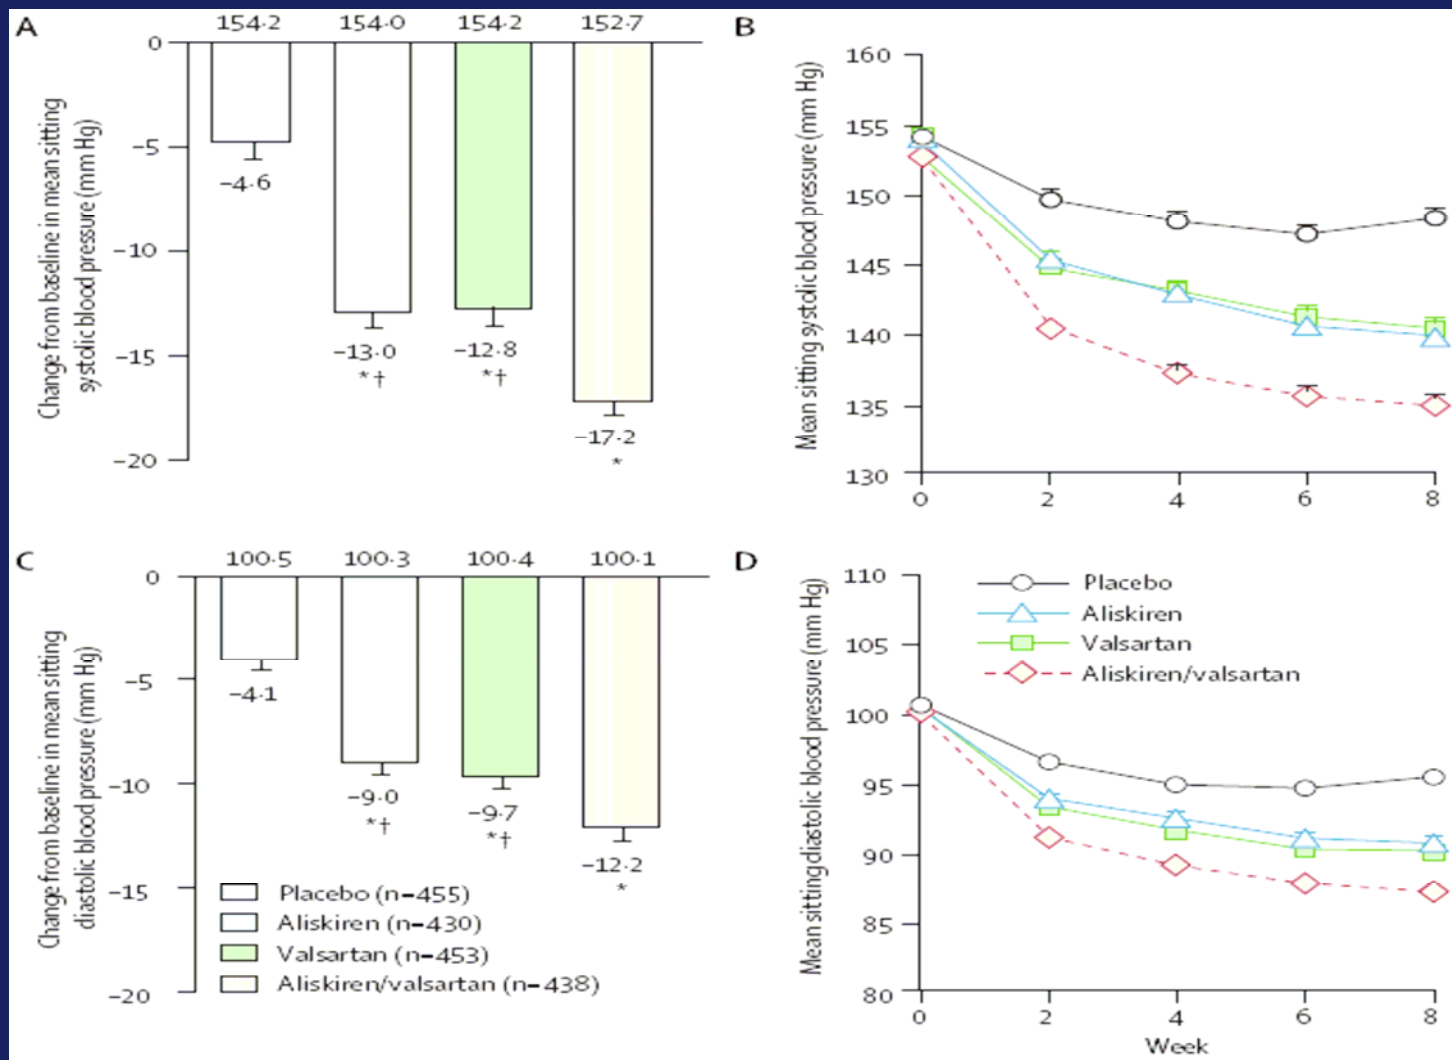 A
154·2 154·0 154·2 152·7
0
−5
−10
−15
−20
Change from baseline in mean sitting
systolic blood pressure (mm Hg)
−4·6
−13·0
*†
−12·8
*†
−17·2
*
B
160
155
150
145
140
135
130
Mean sitting systolic blood pressure (mm Hg)
0 2 4 6 8
C
100·5 100·3 100·4 100·1
0
−5
−10
−15
−20
Change from baseline in mean sitting
diastolic blood pressure (mm Hg)
−4·1
−9·0
*†
−9·7
*†
−12·2
*
Placebo (n=455)
Aliskiren (n=430)
Valsartan (n=453)
Aliskiren/valsartan (n=438)
D
110
105
100
95
90
85
80
Mean sitting diastolic blood pressure (mm Hg)
Placebo
Aliskiren
Valsartan
Aliskiren/valsartan
0 2 4 6 8
Week